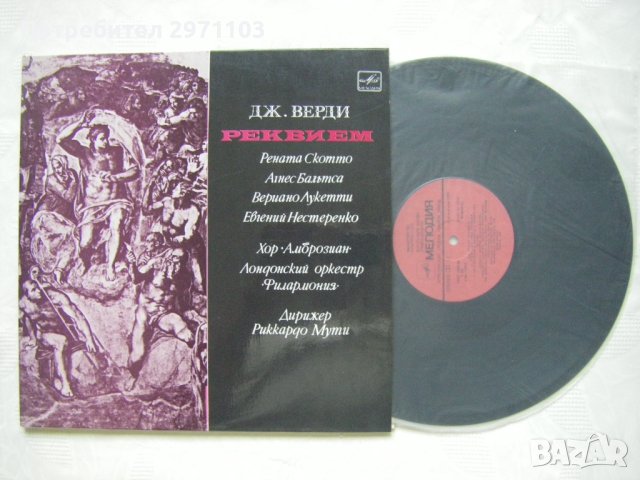 Потребител 2971103
ДЖ. ВЕРДИ
РЕКВИЕМ
Рената Скотто
Агнес Бальтса
Вериано Лукетти
Евгений Нестеренко
Хор «Амброзиан»
Лондонский оркестр
«Филармония»
Дирижер
Риккардо Мути
МЕЛОДИЯ
BAZAR